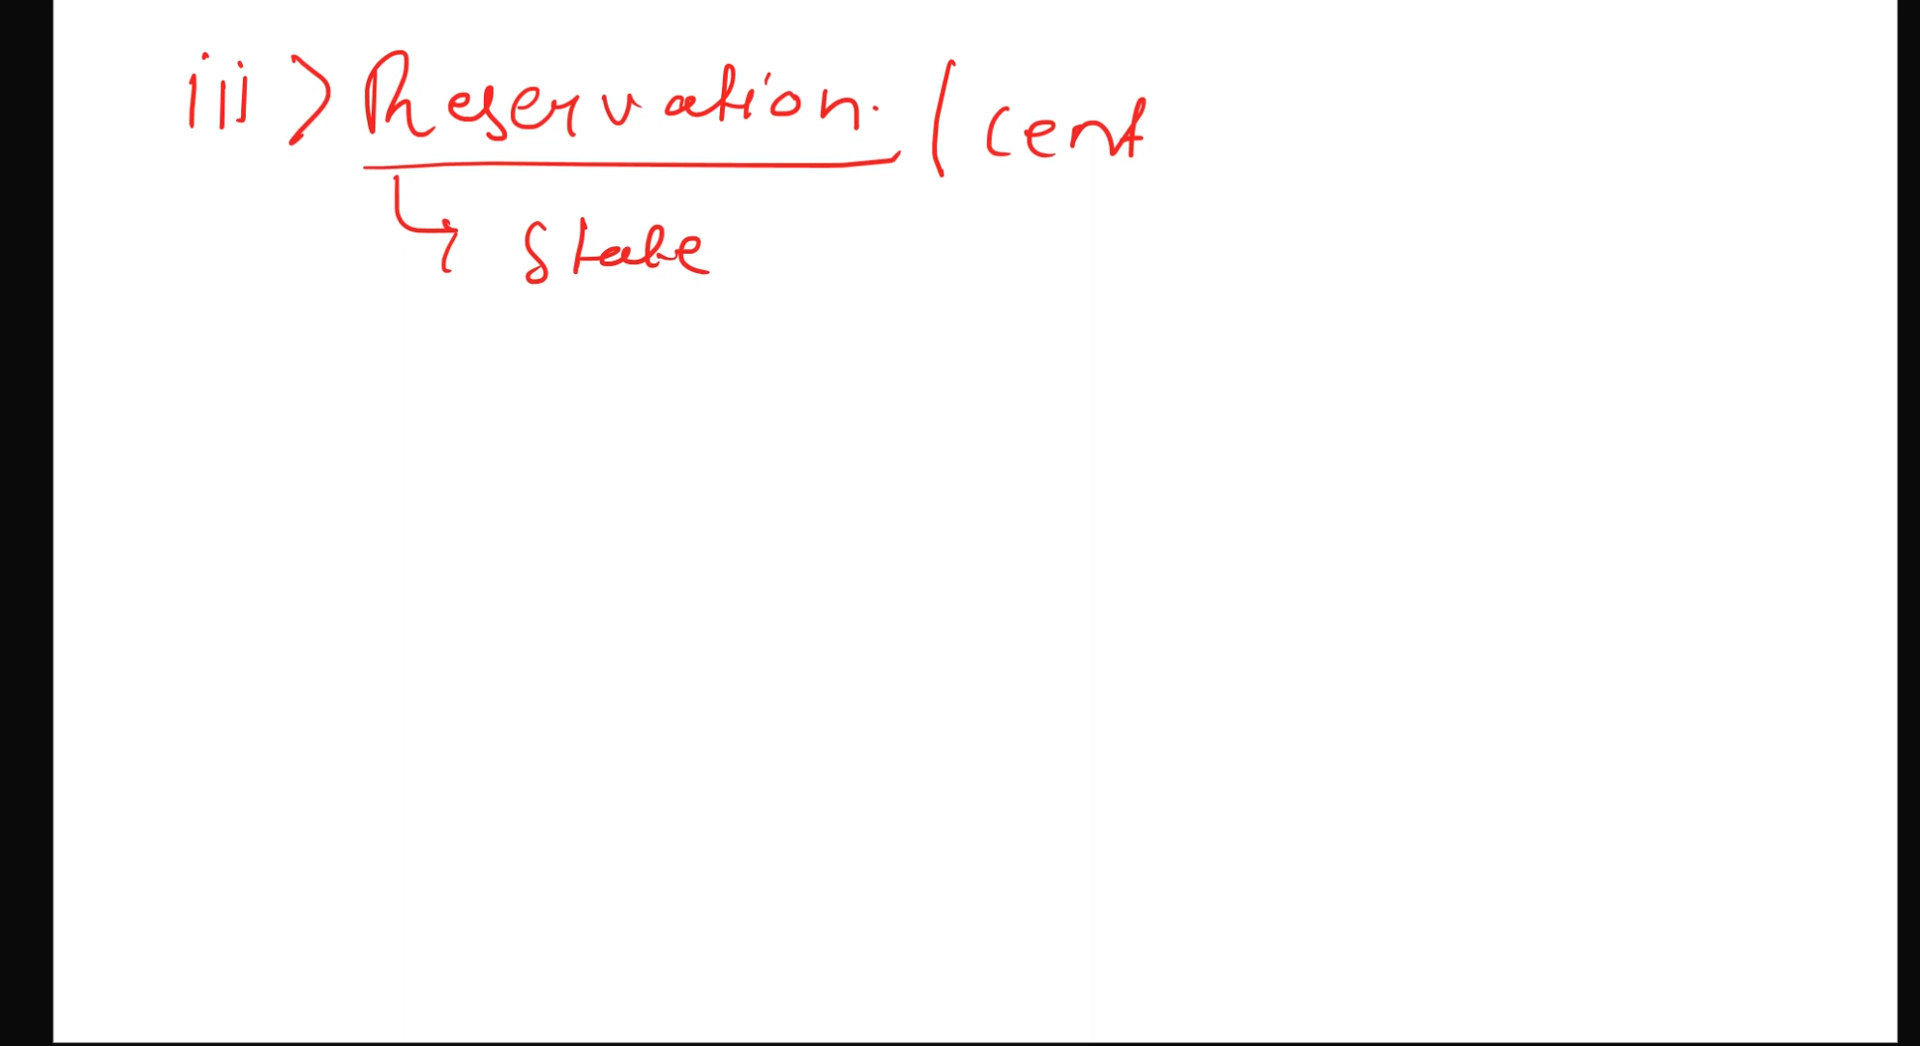 iii > Reservation. / cent
↳ State